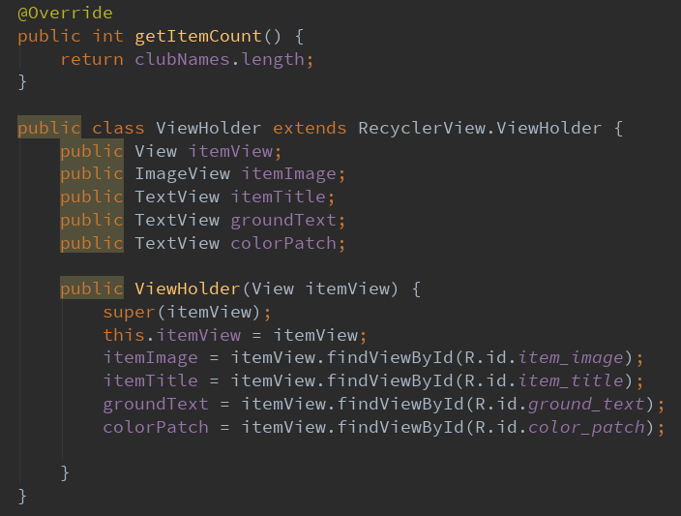 @Override
public int getItemCount() {
    return clubNames.length;
}

public class ViewHolder extends RecyclerView.ViewHolder {
    public View itemView;
    public ImageView itemImage;
    public TextView itemTitle;
    public TextView groundText;
    public TextView colorPatch;

    public ViewHolder(View itemView) {
        super(itemView);
        this.itemView = itemView;
        itemImage = itemView.findViewById(R.id.item_image);
        itemTitle = itemView.findViewById(R.id.item_title);
        groundText = itemView.findViewById(R.id.ground_text);
        colorPatch = itemView.findViewById(R.id.color_patch);

    }
}